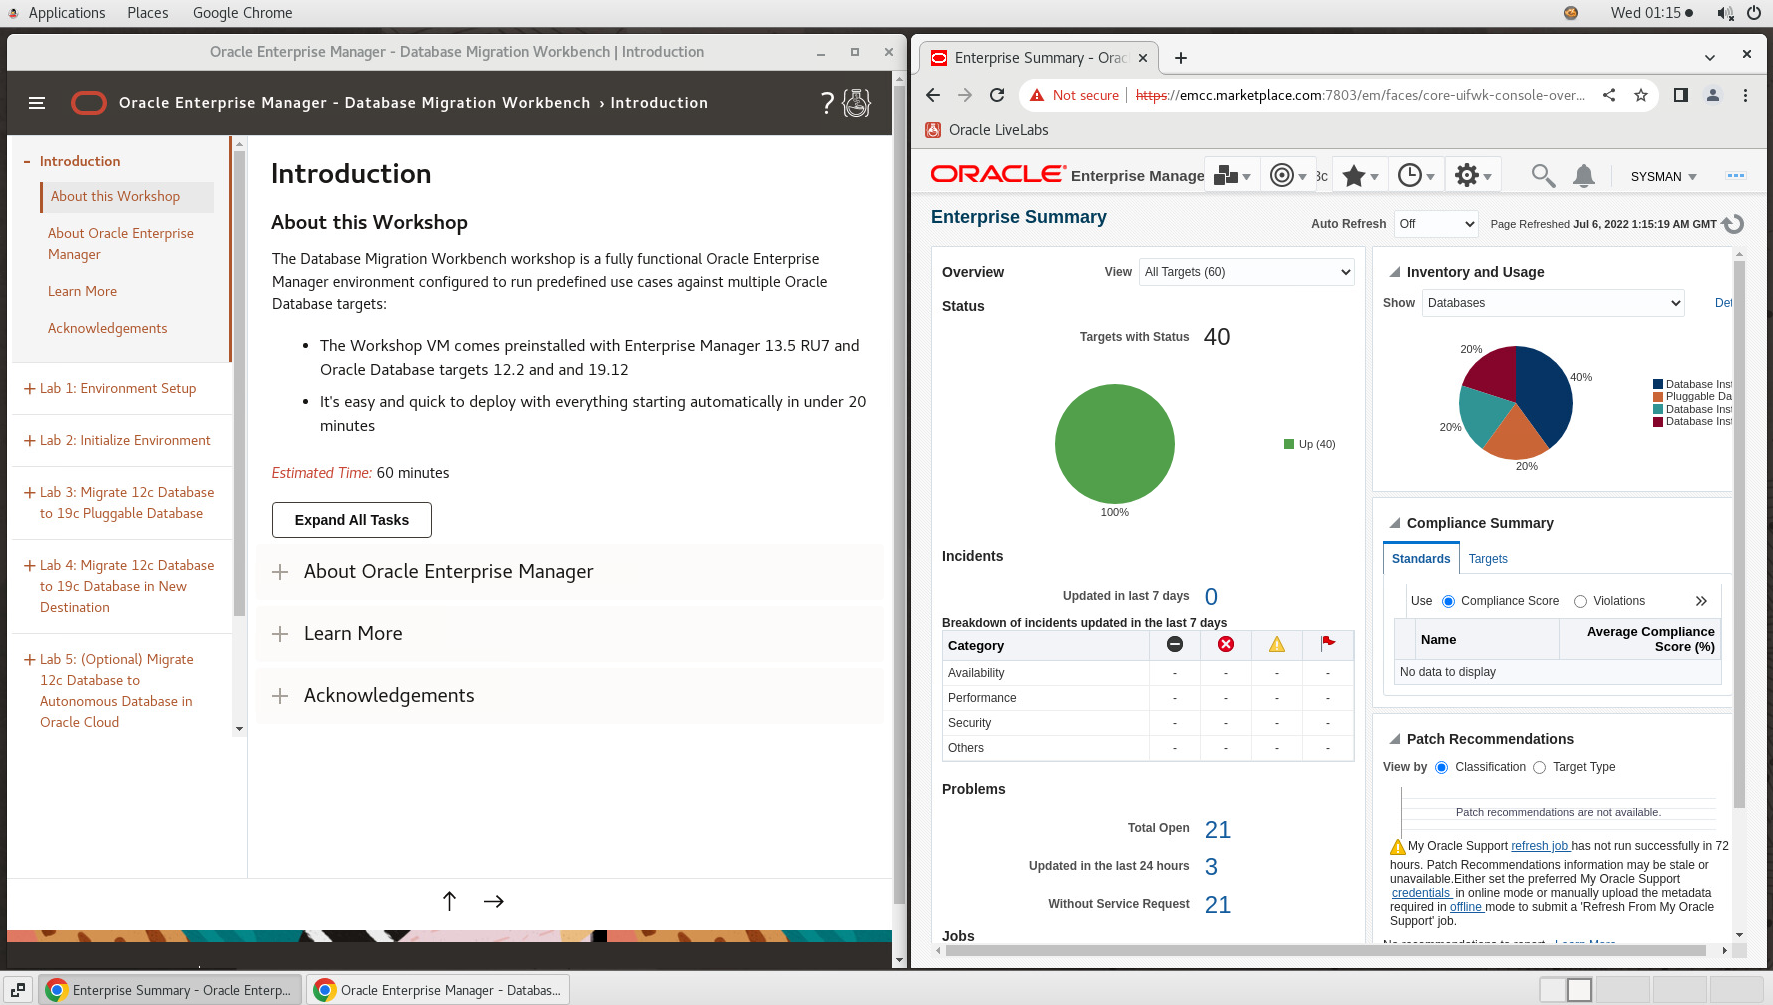 Applications
Places
Google Chrome
Wed 01:15
Oracle Enterprise Manager - Database Migration Workbench | Introduction
Oracle Enterprise Manager - Database Migration Workbench › Introduction
?
- Introduction
About this Workshop
About Oracle Enterprise
Manager
Learn More
Acknowledgements
+ Lab 1: Environment Setup
+ Lab 2: Initialize Environment
+ Lab 3: Migrate 12c Database
to 19c Pluggable Database
+ Lab 4: Migrate 12c Database
to 19c Database in New
Destination
+ Lab 5: (Optional) Migrate
12c Database to
Autonomous Database in
Oracle Cloud
Introduction
About this Workshop
The Database Migration Workbench workshop is a fully functional Oracle Enterprise
Manager environment configured to run predefined use cases against multiple Oracle
Database targets:
• The Workshop VM comes preinstalled with Enterprise Manager 13.5 RU7 and
Oracle Database targets 12.2 and and 19.12
• It's easy and quick to deploy with everything starting automatically in under 20
minutes
Estimated Time: 60 minutes
Expand All Tasks
+ About Oracle Enterprise Manager
+ Learn More
+ Acknowledgements
Enterprise Summary - Orac
Not secure
https://emcc.marketplace.com:7803/em/faces/core-uifwk-console-over...
Oracle LiveLabs
ORACLE® Enterprise Manage
3c
SYSMAN
Enterprise Summary
Auto Refresh Off
Page Refreshed Jul 6, 2022 1:15:19 AM GMT
Overview
View All Targets (60)
Status
Targets with Status 40
Up (40)
100%
Incidents
Updated in last 7 days 0
Breakdown of incidents updated in the last 7 days
Category
Availability - - - -
Performance - - - -
Security - - - -
Others - - - -
Problems
Total Open 21
Updated in the last 24 hours 3
Without Service Request 21
Jobs
Inventory and Usage
Show Databases
Det
20%
40%
20%
20%
Database Inst
Pluggable Da
Database Inst
Database Inst
Compliance Summary
Standards Targets
Use Compliance Score Violations »
Name
Average Compliance
Score (%)
No data to display
Patch Recommendations
View by Classification Target Type
Patch recommendations are not available.
My Oracle Support refresh job has not run successfully in 72
hours. Patch Recommendations information may be stale or
unavailable.Either set the preferred My Oracle Support
credentials in online mode or manually upload the metadata
required in offline mode to submit a 'Refresh From My Oracle
Support' job.
Enterprise Summary - Oracle Enterp...
Oracle Enterprise Manager - Databas...